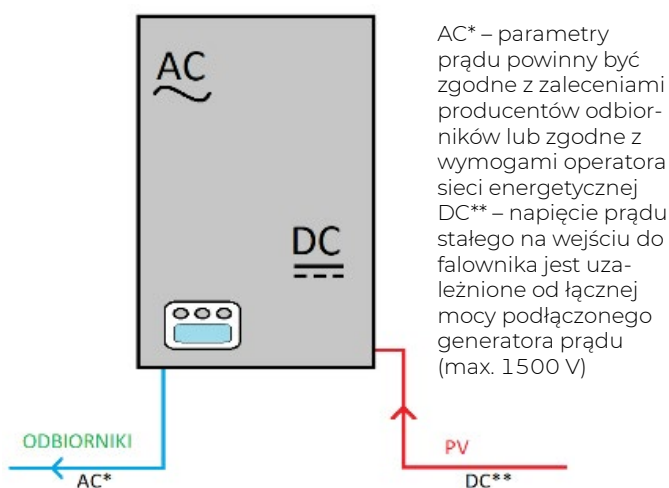 AC
DC
ODBIORNIKI
AC*
PV
DC**
AC* – parametry
prądu powinny być
zgodne z zaleceniami
producentów odbior-
ników lub zgodne z
wymogami operatora
sieci energetycznej
DC** – napięcie prądu
stałego na wejściu do
falownika jest uza-
leżnione od łącznej
mocy podłączonego
generatora prądu
(max. 1500 V)